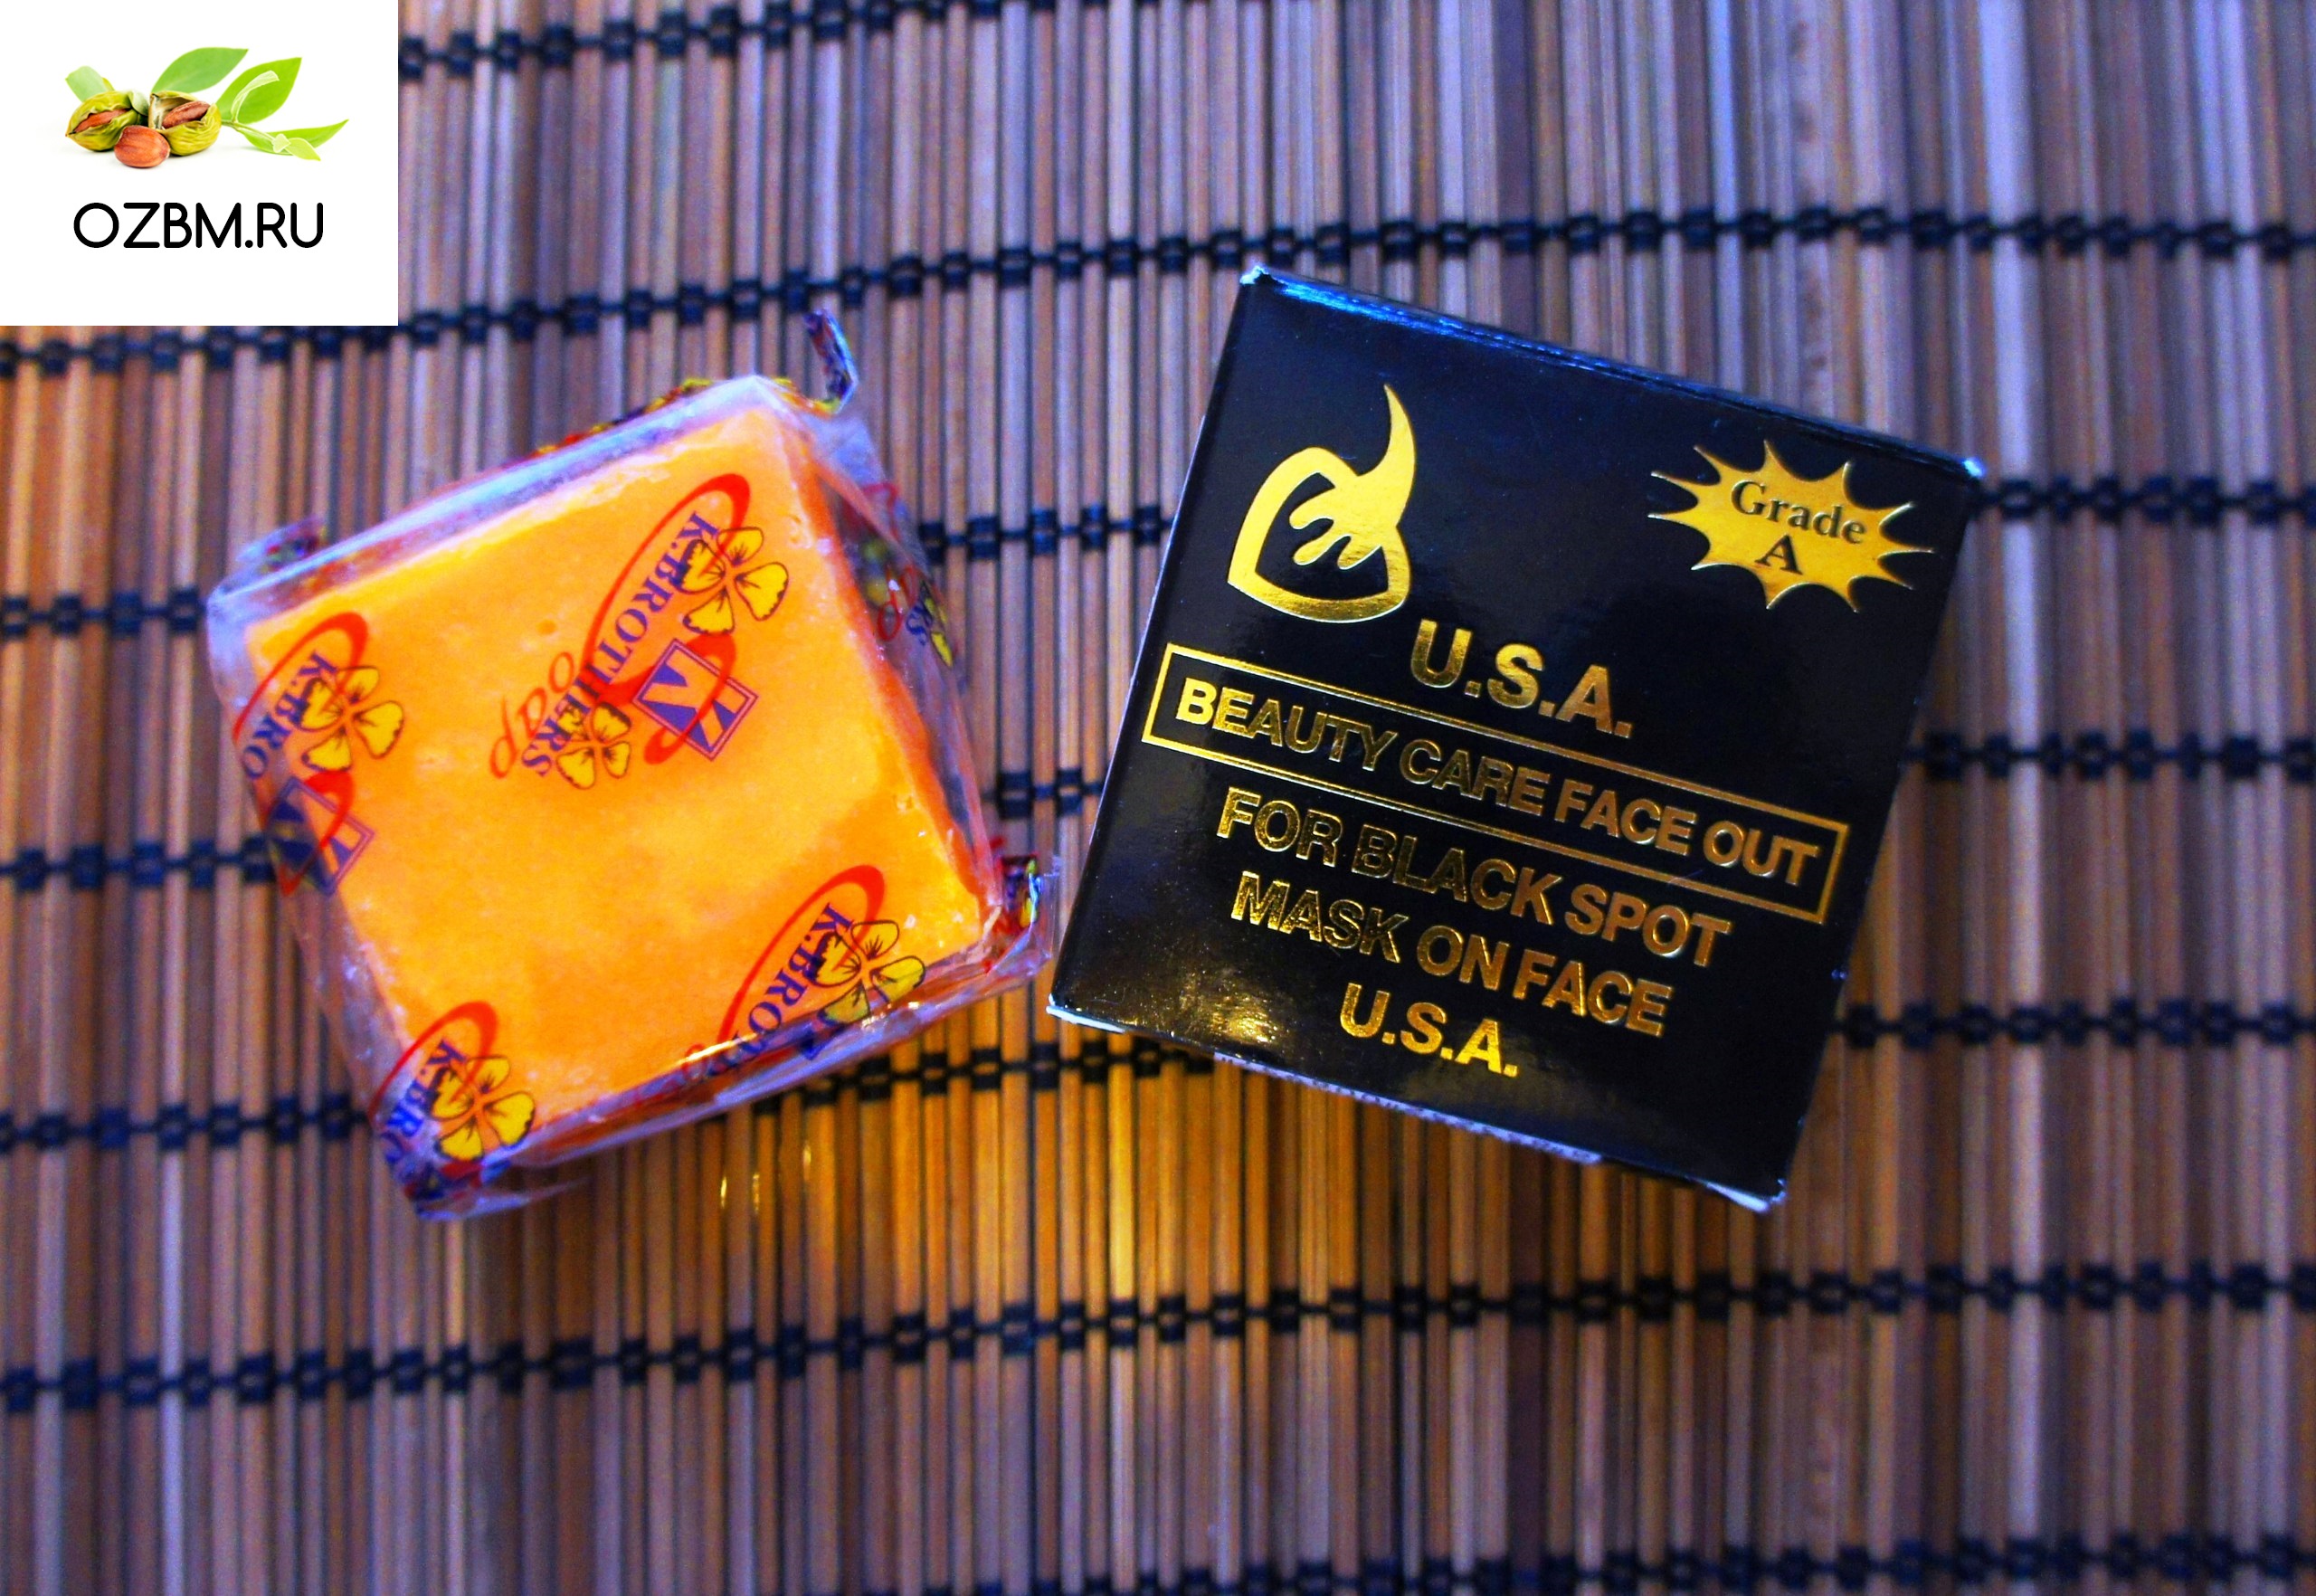 OZBM.RU
K.BROTHERS
Soap
K
K.BRO
K
K.BRO
K.BRO
Grade
A
U.S.A.
BEAUTY CARE FACE OUT
FOR BLACK SPOT
MASK ON FACE
U.S.A.